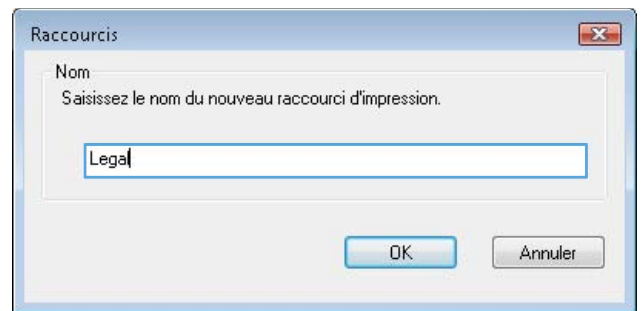 Raccourcis
Nom
Saisissez le nom du nouveau raccourci d'impression.
Legal
OK
Annuler